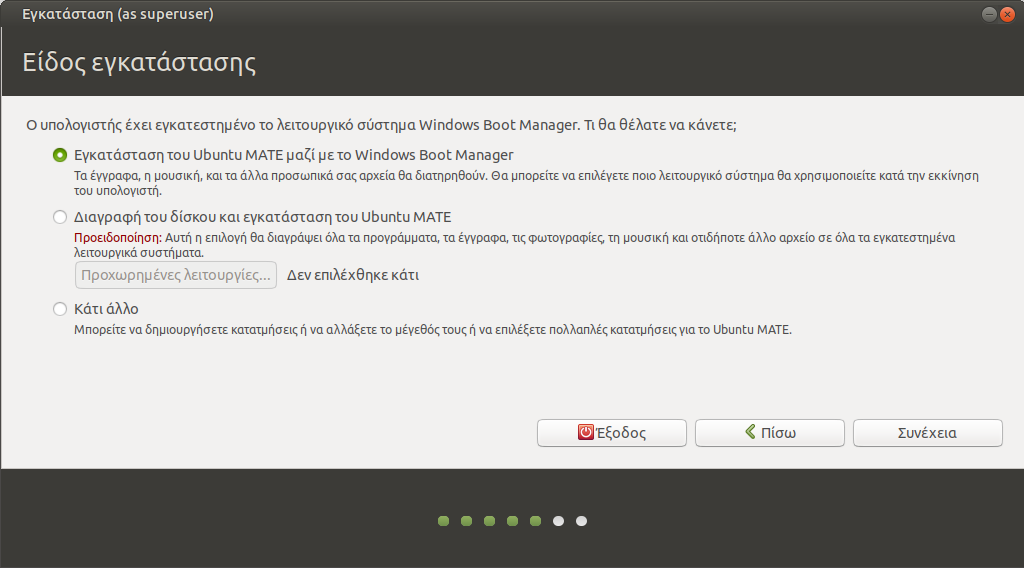 Εγκατάσταση (as superuser)
Είδος εγκατάστασης
Ο υπολογιστής έχει εγκατεστημένο το λειτουργικό σύστημα Windows Boot Manager. Τι θα θέλατε να κάνετε;
Εγκατάσταση του Ubuntu MATE μαζί με το Windows Boot Manager
Τα έγγραφα, η μουσική, και τα άλλα προσωπικά σας αρχεία θα διατηρηθούν. Θα μπορείτε να επιλέγετε ποιο λειτουργικό σύστημα θα χρησιμοποιείτε κατά την εκκίνηση
του υπολογιστή.
Διαγραφή του δίσκου και εγκατάσταση του Ubuntu MATE
Προειδοποίηση: Αυτή η επιλογή θα διαγράψει όλα τα προγράμματα, τα έγγραφα, τις φωτογραφίες, τη μουσική και οτιδήποτε άλλο αρχείο σε όλα τα εγκατεστημένα
λειτουργικά συστήματα.
Προχωρημένες λειτουργίες... Δεν επιλέχθηκε κάτι
Κάτι άλλο
Μπορείτε να δημιουργήσετε κατατμήσεις ή να αλλάξετε το μέγεθός τους ή να επιλέξετε πολλαπλές κατατμήσεις για το Ubuntu MATE.
Έξοδος Πίσω Συνέχεια